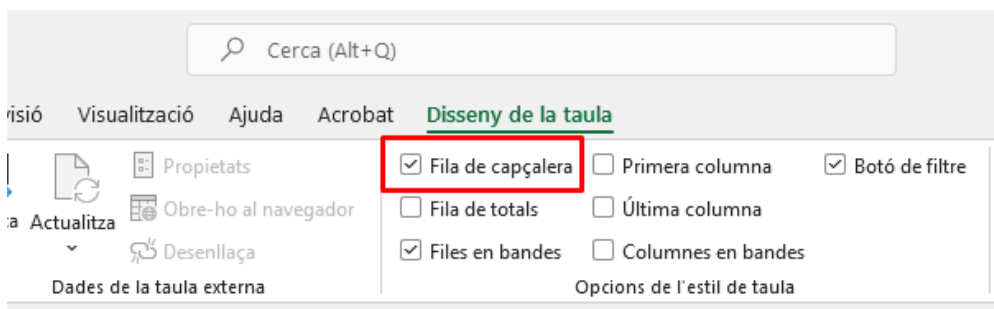 Cerca (Alt+Q)
Visualització Ajuda Acrobat Disseny de la taula
Propietats Fila de capçalera Primera columna Botó de filtre
Actualitza Obre-ho al navegador Fila de totals Última columna
Desenllaça Files en bandes Columnes en bandes
Dades de la taula externa Opcions de l'estil de taula